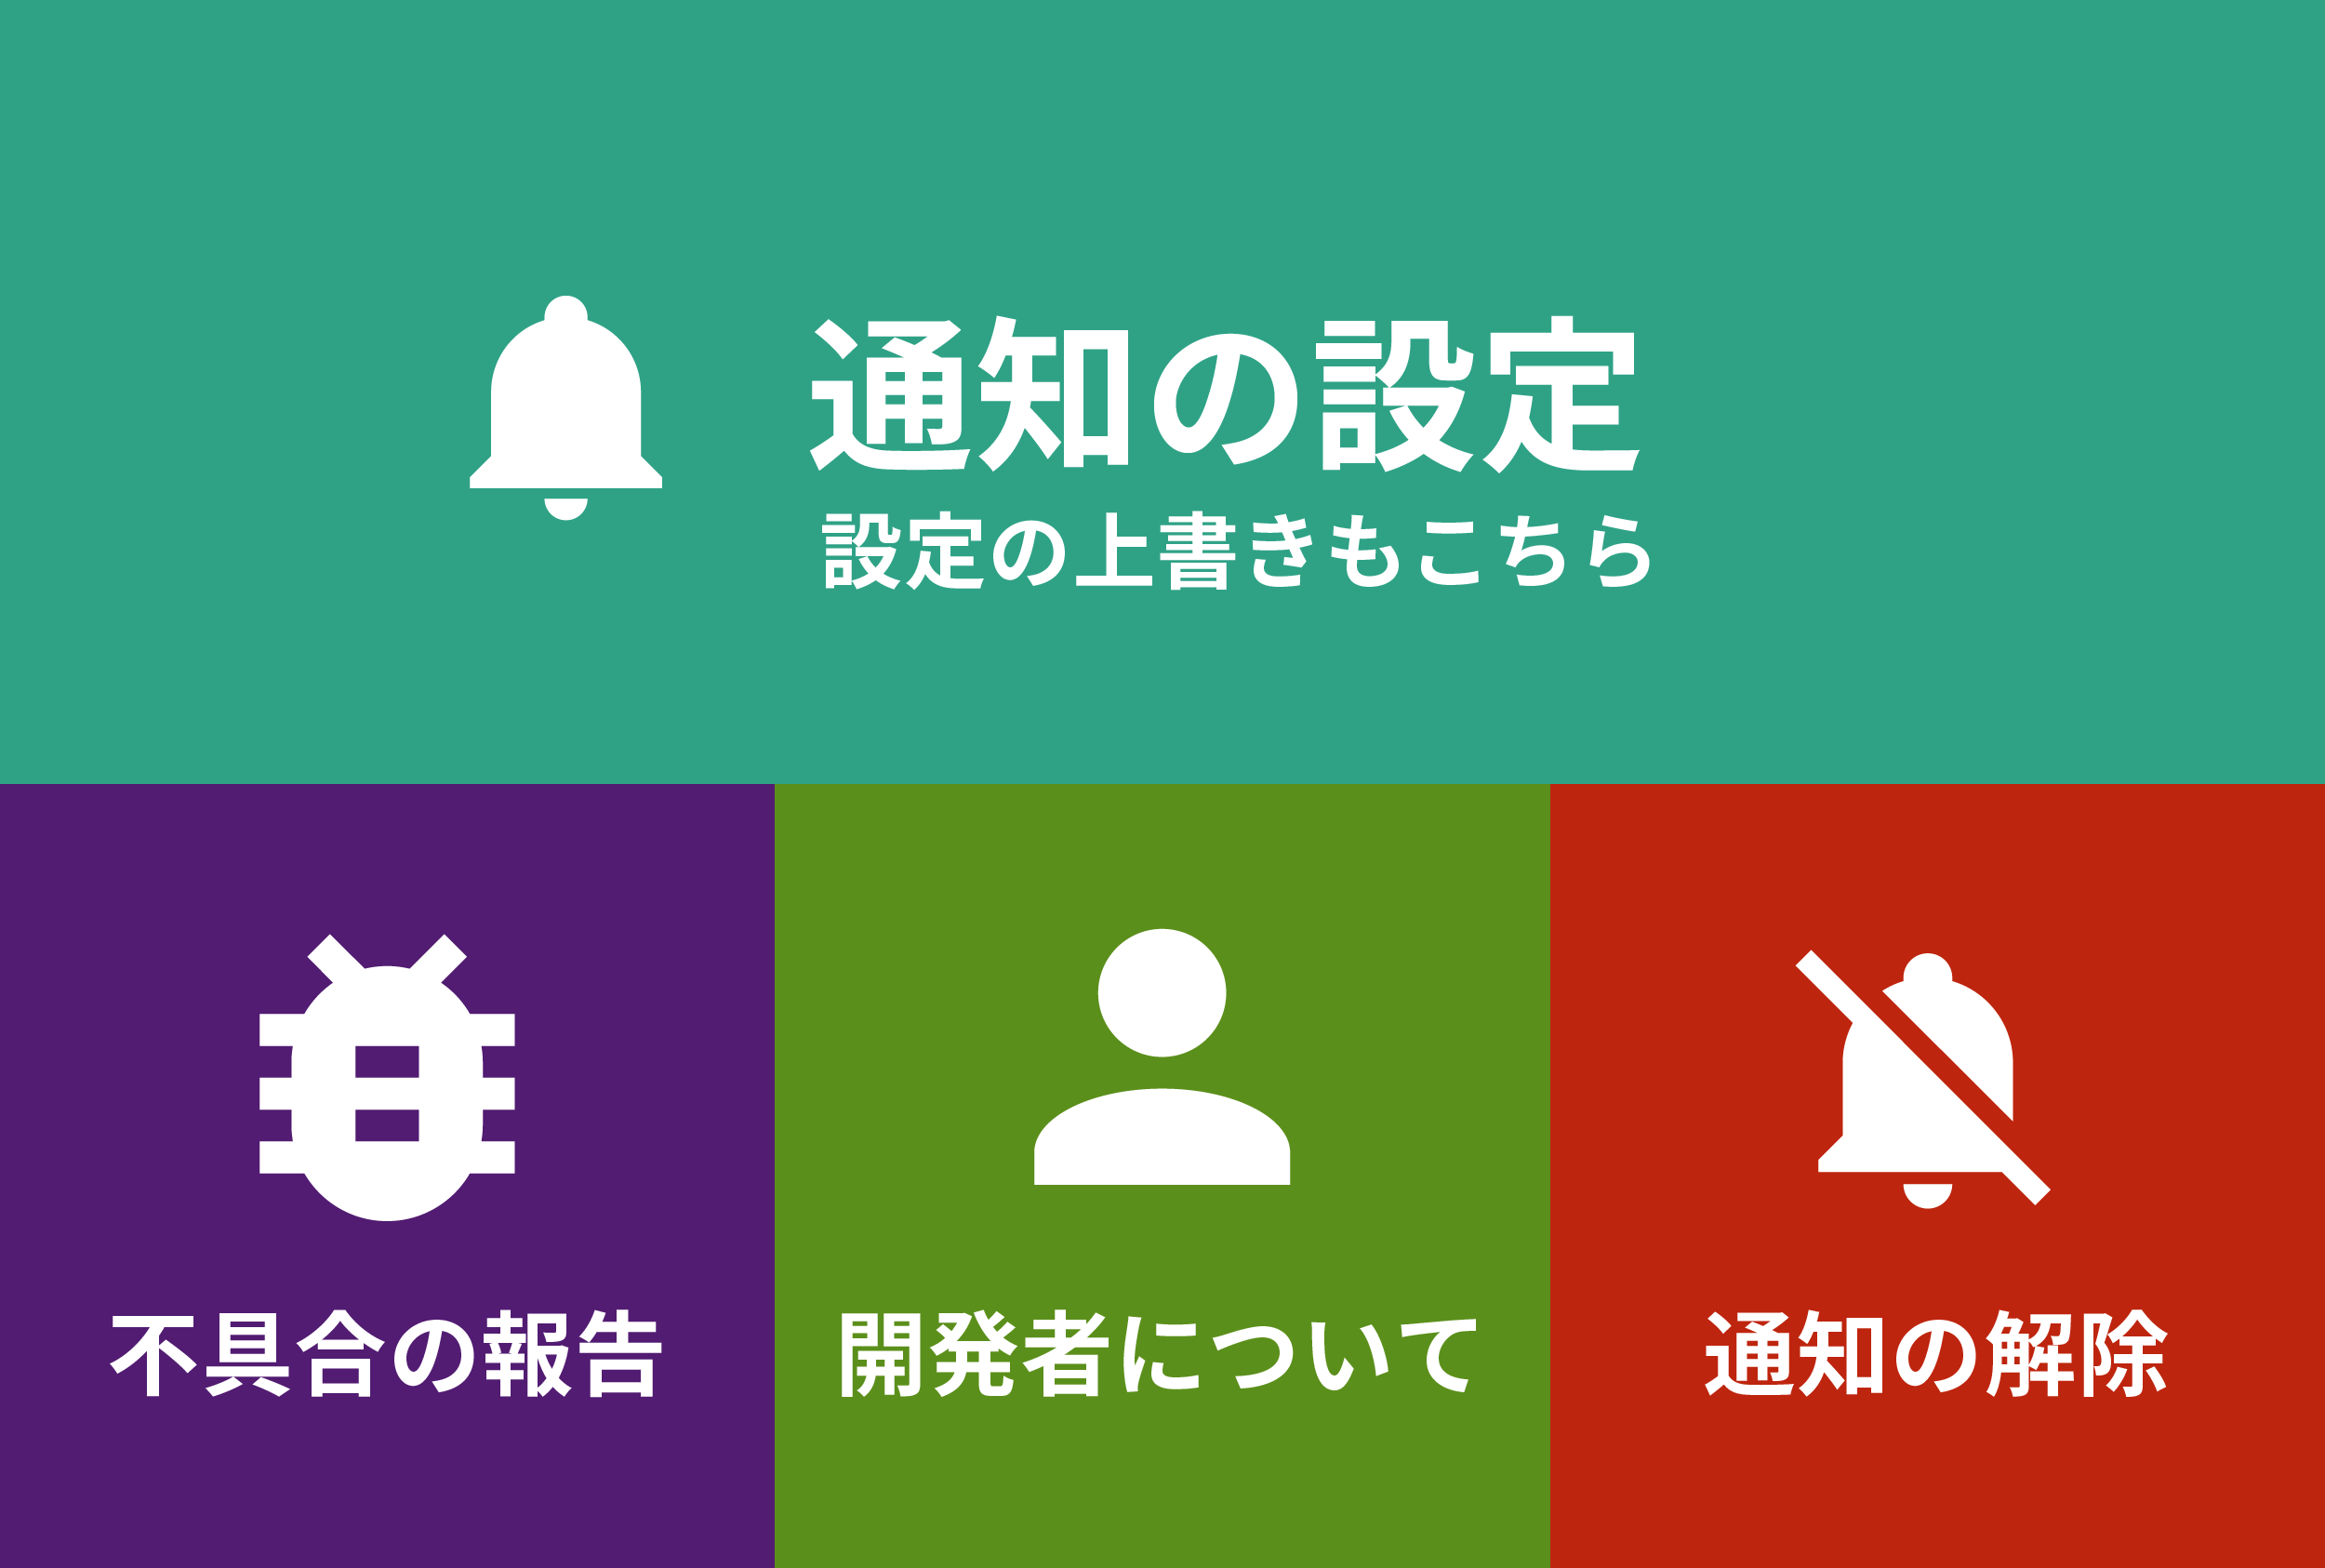 通知の設定
設定の上書きもこちら
不具合の報告
開発者について
通知の解除